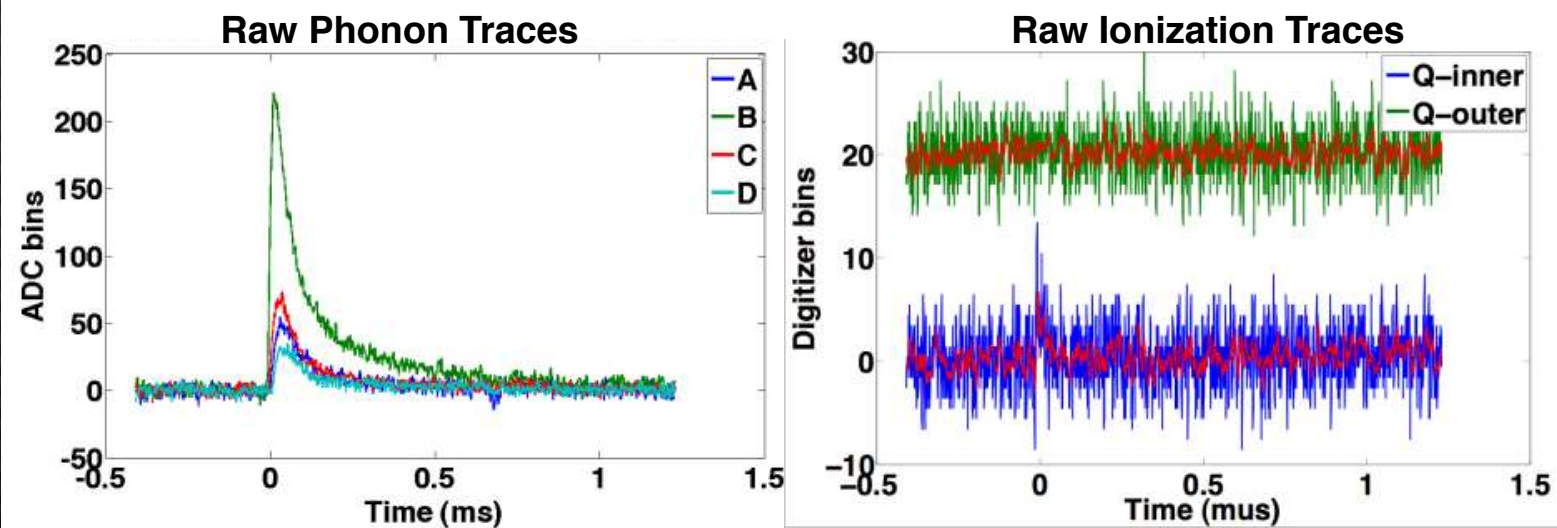 Raw Phonon Traces
250
200
150
100
50
0
-50
-0.5
0
0.5
1
1.5
ADC bins
Time (ms)
A
B
C
D
Raw Ionization Traces
30
20
10
0
−10
−0.5
0
0.5
1
1.5
Digitizer bins
Time (mus)
Q−inner
Q−outer